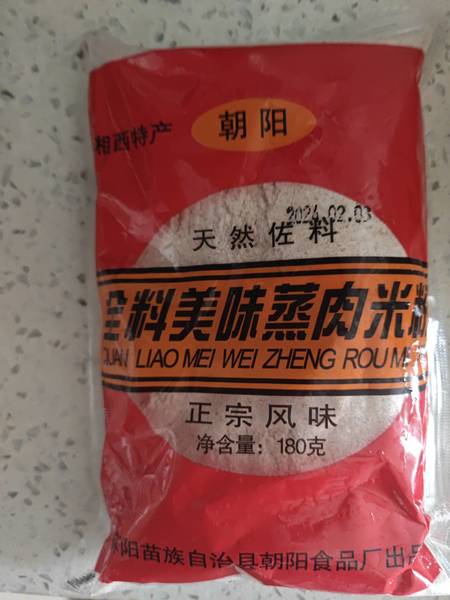 湘西特产
朝阳
2024.02.03
天然佐料
全料美味蒸肉米粉
QUAN LIAO MEI WEI ZHENG ROU M
正宗风味
净含量：180克
阳苗族自治县朝阳食品厂出品